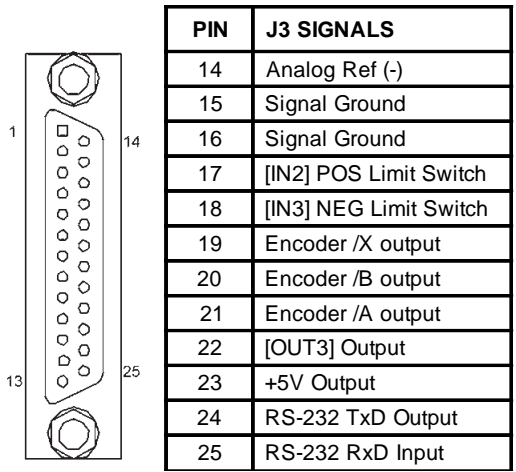 1
14
13
25
PIN J3 SIGNALS
14 Analog Ref (-)
15 Signal Ground
16 Signal Ground
17 [IN2] POS Limit Switch
18 [IN3] NEG Limit Switch
19 Encoder /X output
20 Encoder /B output
21 Encoder /A output
22 [OUT3] Output
23 +5V Output
24 RS-232 TxD Output
25 RS-232 RxD Input